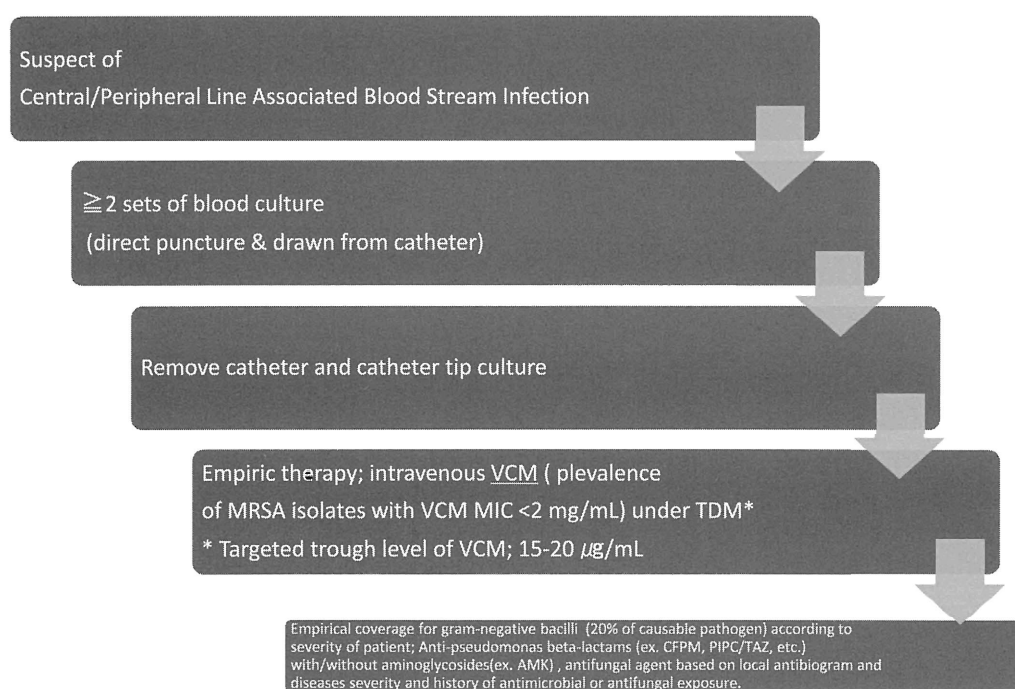 Suspect of
Central/Peripheral Line Associated Blood Stream Infection
≧2 sets of blood culture
(direct puncture & drawn from catheter)
Remove catheter and catheter tip culture
Empiric therapy; intravenous VCM ( plevalence
of MRSA isolates with VCM MIC <2 mg/mL) under TDM*
* Targeted trough level of VCM; 15-20 μg/mL
Empirical coverage for gram-negative bacilli (20% of causable pathogen) according to
severity of patient; Anti-pseudomonas beta-lactams (ex. CFPM, PIPC/TAZ, etc.)
with/without aminoglycosides(ex. AMK) , antifungal agent based on local antibiogram and
diseases severity and history of antimicrobial or antifungal exposure.